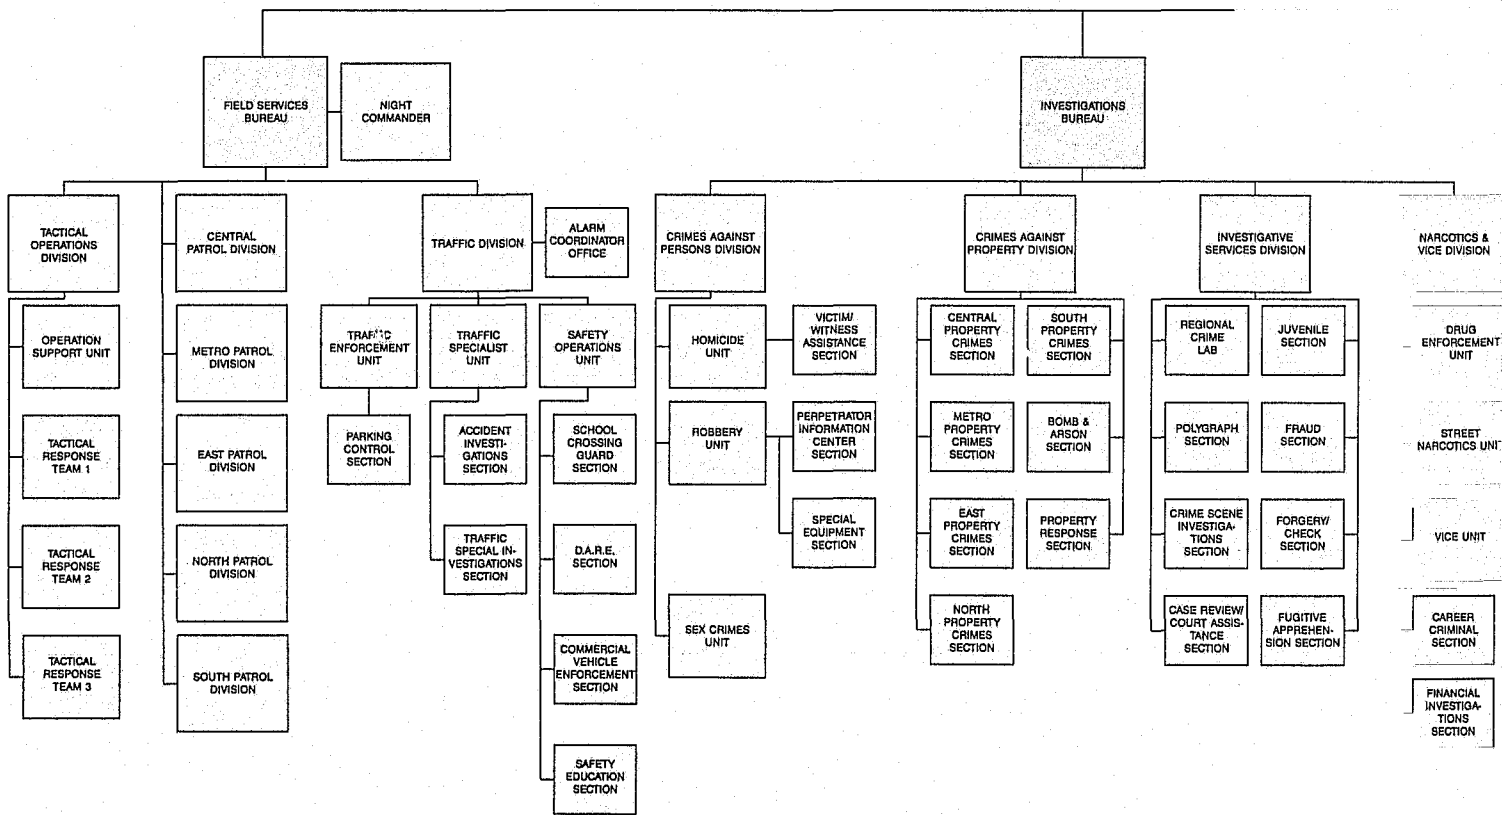 FIELD SERVICES
BUREAU
NIGHT
COMMANDER
INVESTIGATIONS
BUREAU
TACTICAL
OPERATIONS
DIVISION
CENTRAL
PATROL DIVISION
TRAFFIC DIVISION
ALARM
COORDINATOR
OFFICE
CRIMES AGAINST
PERSONS DIVISION
CRIMES AGAINST
PROPERTY DIVISION
INVESTIGATIVE
SERVICES DIVISION
NARCOTICS &
VICE DIVISION
OPERATION
SUPPORT UNIT
METRO PATROL
DIVISION
TRAFFIC
ENFORCEMENT
UNIT
TRAFFIC
SPECIALIST
UNIT
SAFETY
OPERATIONS
UNIT
HOMICIDE
UNIT
VICTIM/
WITNESS
ASSISTANCE
SECTION
CENTRAL
PROPERTY
CRIMES
SECTION
SOUTH
PROPERTY
CRIMES
SECTION
REGIONAL
CRIME
LAB
JUVENILE
SECTION
DRUG
ENFORCEMENT
UNIT
TACTICAL
RESPONSE
TEAM 1
EAST PATROL
DIVISION
PARKING
CONTROL
SECTION
ACCIDENT
INVESTI-
GATIONS
SECTION
SCHOOL
CROSSING
GUARD
SECTION
ROBBERY
UNIT
PERPETRATOR
INFORMATION
CENTER
SECTION
METRO
PROPERTY
CRIMES
SECTION
BOMB &
ARSON
SECTION
POLYGRAPH
SECTION
FRAUD
SECTION
STREET
NARCOTICS UNIT
TACTICAL
RESPONSE
TEAM 2
NORTH PATROL
DIVISION
TRAFFIC
SPECIAL IN-
VESTIGATIONS
SECTION
D.A.R.E.
SECTION
SPECIAL
EQUIPMENT
SECTION
EAST
PROPERTY
CRIMES
SECTION
PROPERTY
RESPONSE
SECTION
CRIME SCENE
INVESTIGA-
TIONS
SECTION
FORGERY/
CHECK
SECTION
VICE UNIT
TACTICAL
RESPONSE
TEAM 3
SOUTH PATROL
DIVISION
COMMERCIAL
VEHICLE
ENFORCEMENT
SECTION
SEX CRIMES
UNIT
NORTH
PROPERTY
CRIMES
SECTION
CASE REVIEW/
COURT ASSIS-
TANCE
SECTION
FUGITIVE
APPREHEN-
SION SECTION
CAREER
CRIMINAL
SECTION
SAFETY
EDUCATION
SECTION
FINANCIAL
INVESTIGA-
TIONS
SECTION